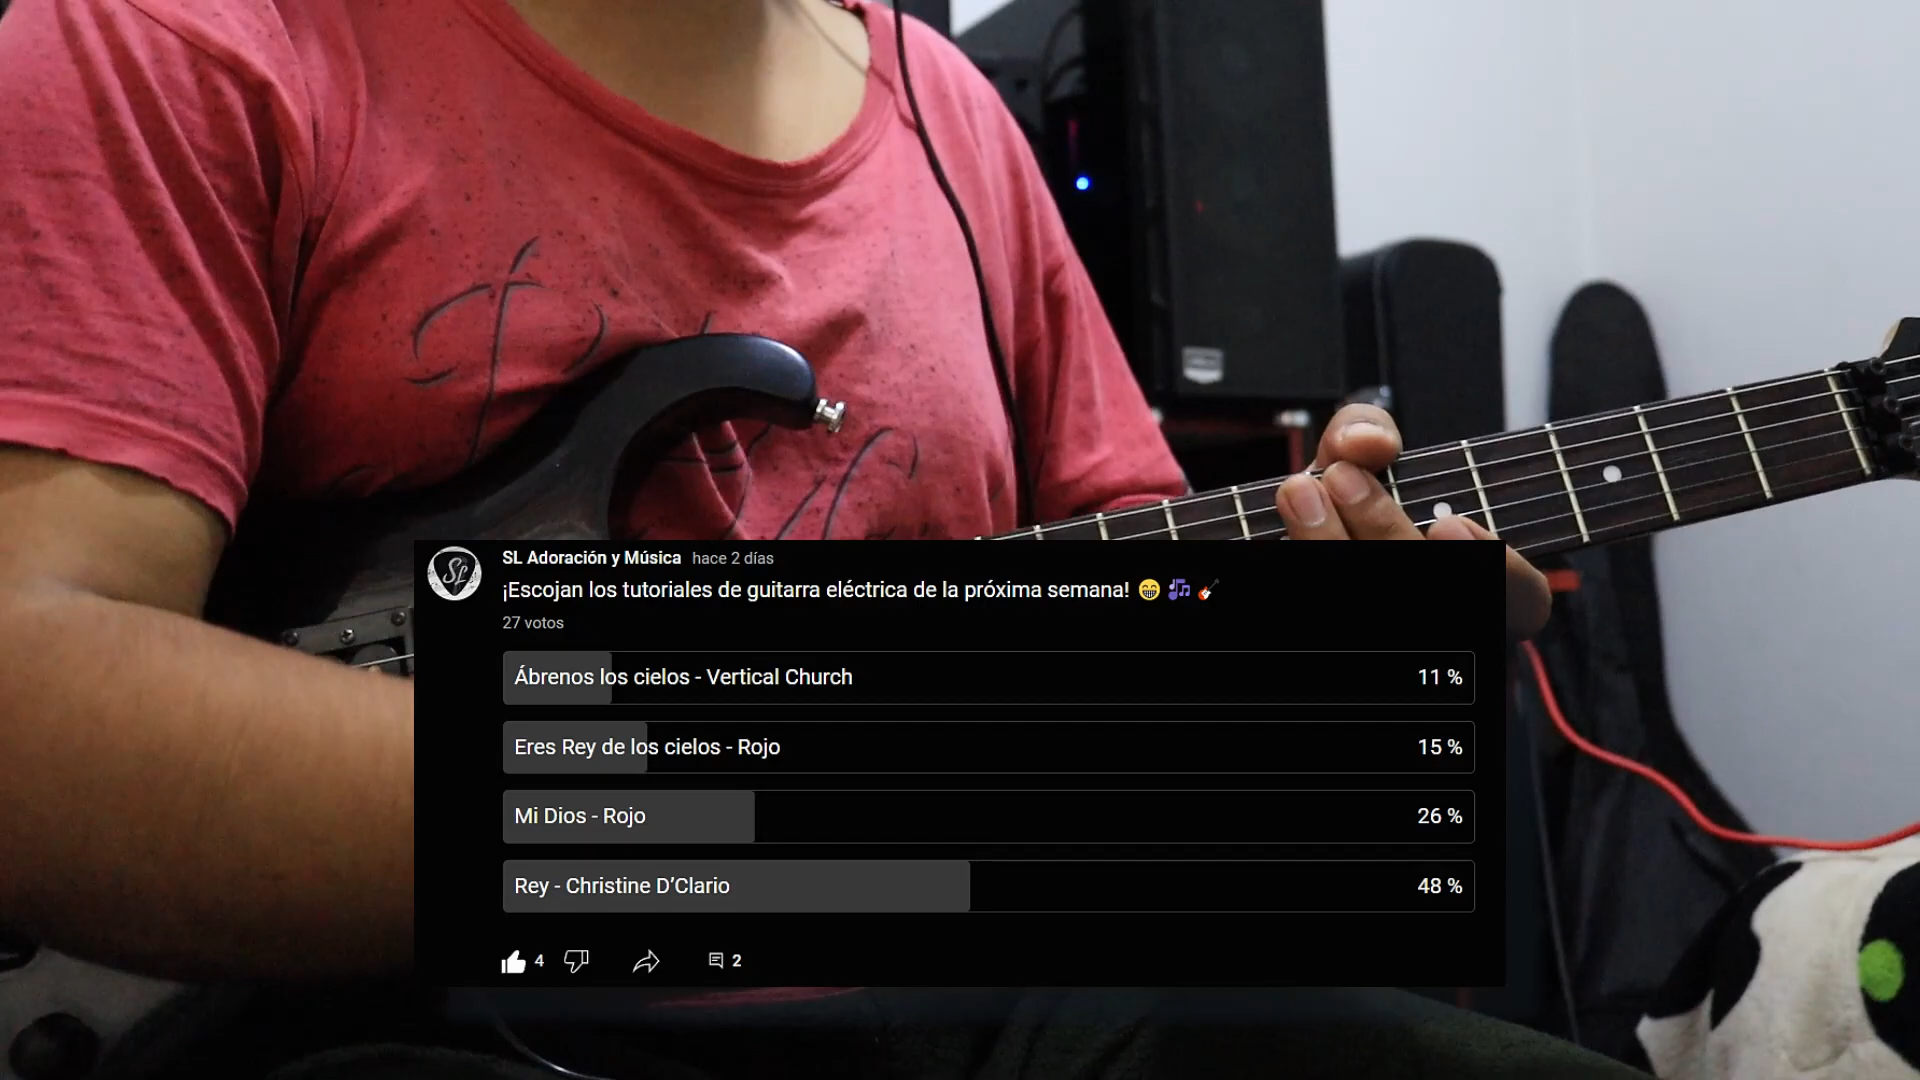 SL
SL Adoración y Música hace 2 días
¡Escojan los tutoriales de guitarra eléctrica de la próxima semana! 😁🎶🎸
27 votos
Ábrenos los cielos - Vertical Church 11 %
Eres Rey de los cielos - Rojo 15 %
Mi Dios - Rojo 26 %
Rey - Christine D’Clario 48 %
4 2